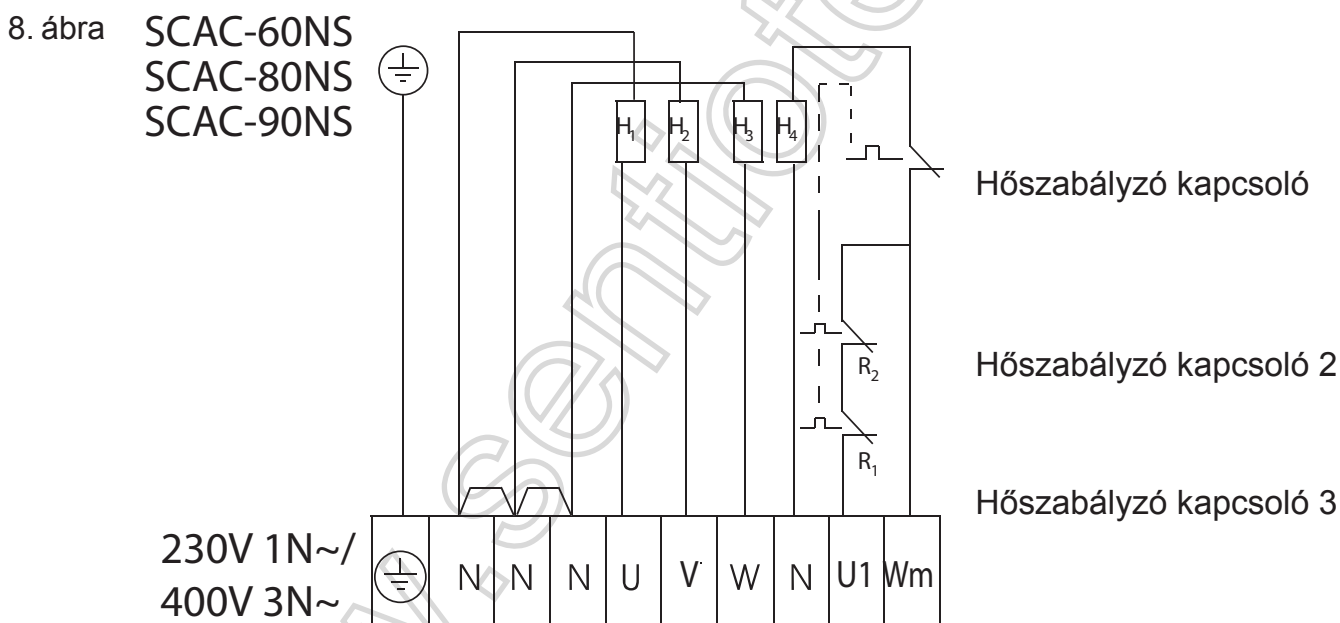 8. ábra
SCAC-60NS
SCAC-80NS
SCAC-90NS
H1 H2 H3 H4
Hőszabályzó kapcsoló
R2
Hőszabályzó kapcsoló 2
R1
Hőszabályzó kapcsoló 3
230V 1N~/
400V 3N~
N N N U V W N U1 Wm
v.sentiote